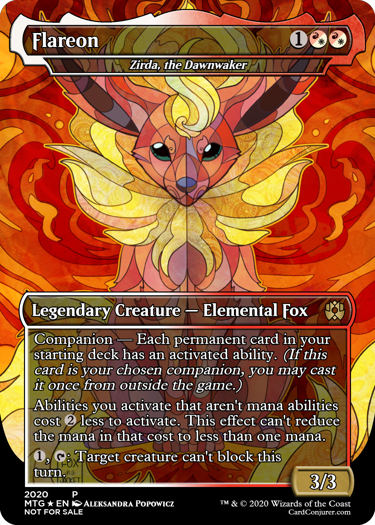 Flareon
1
Zirda, the Dawnwaker
Legendary Creature — Elemental Fox
Companion — Each permanent card in your
starting deck has an activated ability. (If this
card is your chosen companion, you may cast
it once from outside the game.)
Abilities you activate that aren't mana abilities
cost 2 less to activate. This effect can't reduce
the mana in that cost to less than one mana.
1, : Target creature can't block this
turn.
3/3
2020 P
MTG ★ EN Aleksandra Popowicz
NOT FOR SALE
™ & © 2020 Wizards of the Coast
CardConjurer.com